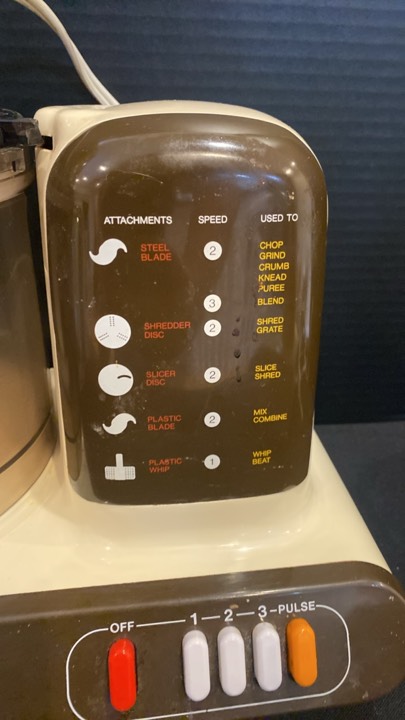 ATTACHMENTS SPEED USED TO
STEEL BLADE 2 CHOP
GRIND
CRUMB
KNEAD
PUREE
3 BLEND
SHREDDER DISC 2 SHRED
GRATE
SLICER DISC 2 SLICE
SHRED
PLASTIC BLADE 2 MIX
COMBINE
PLASTIC WHIP 1 WHIP
BEAT
OFF 1 2 3 PULSE